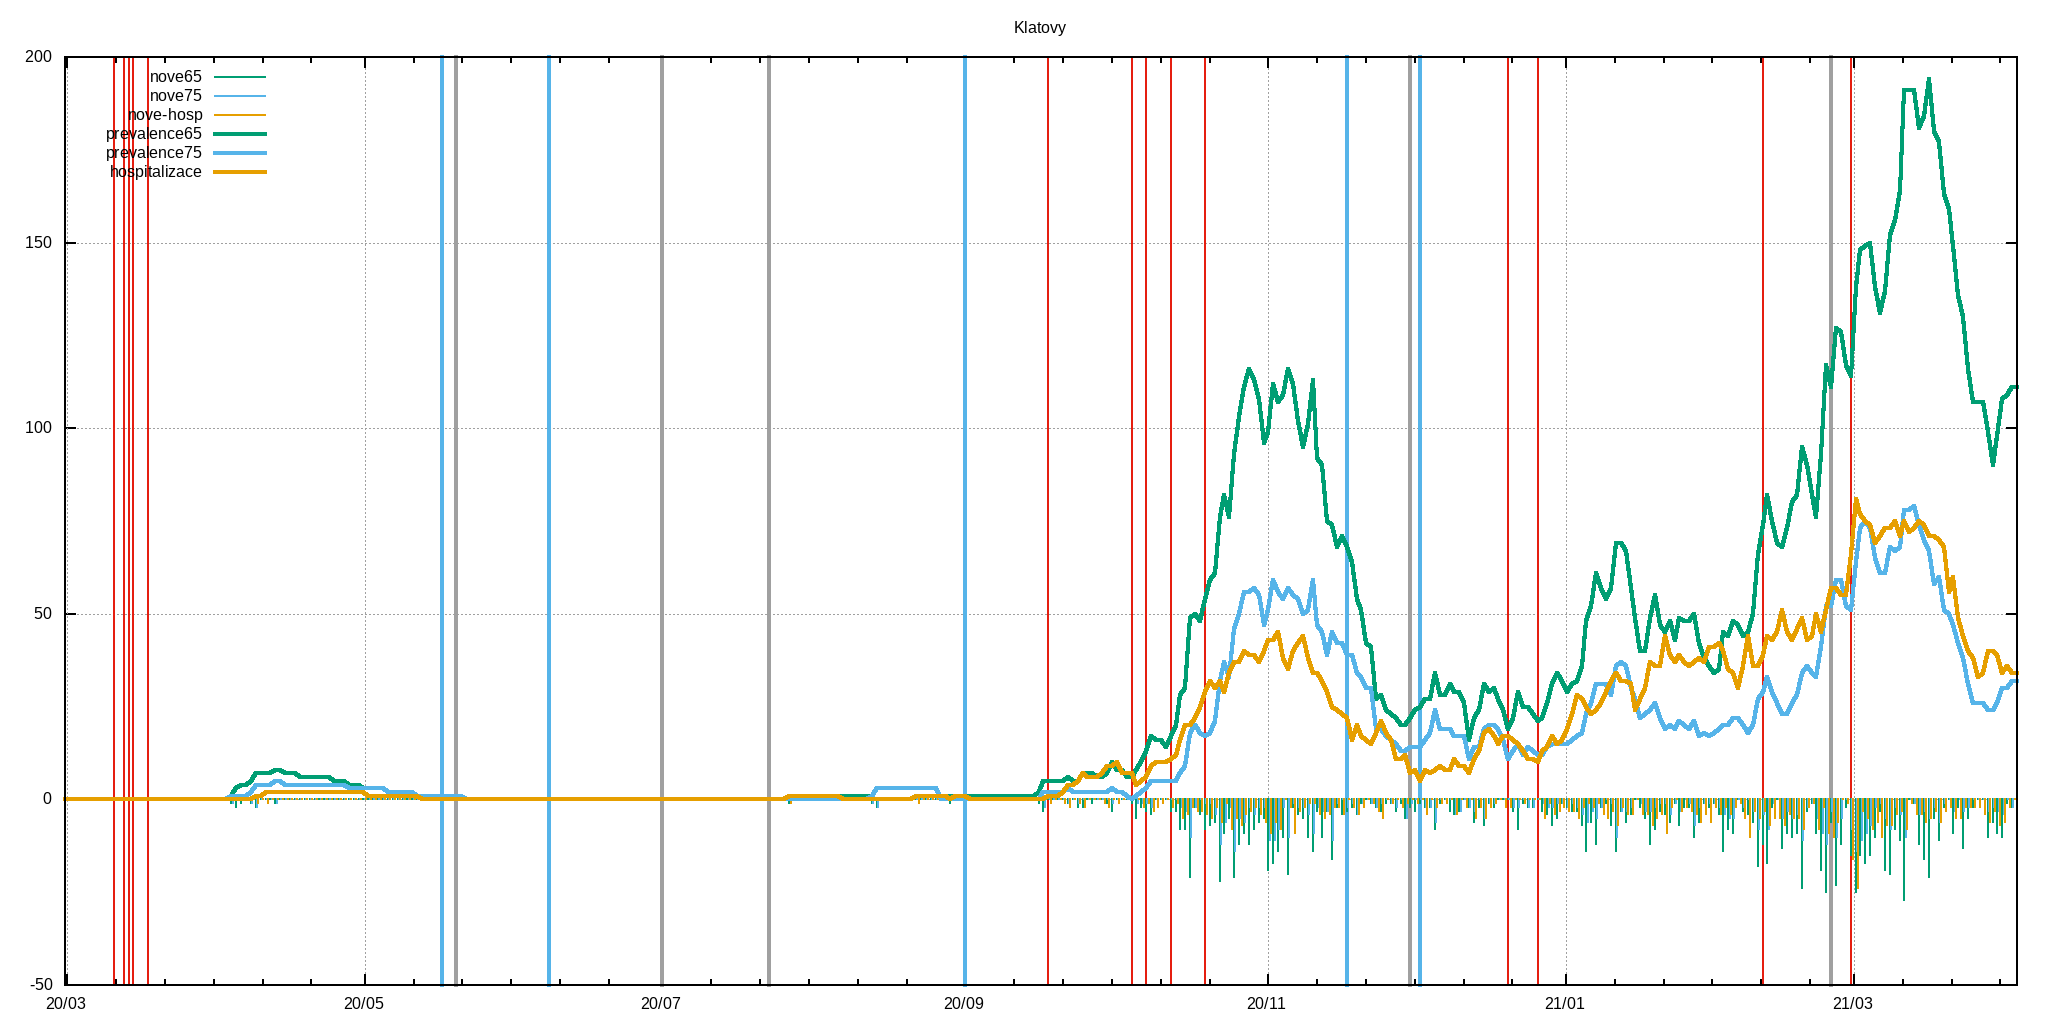 Klatovy
200
nove65
nove75
nove-hosp
prevalence65
prevalence75
hospitalizace
150
100
50
0
-50
20/03 20/05 20/07 20/09 20/11 21/01 21/03